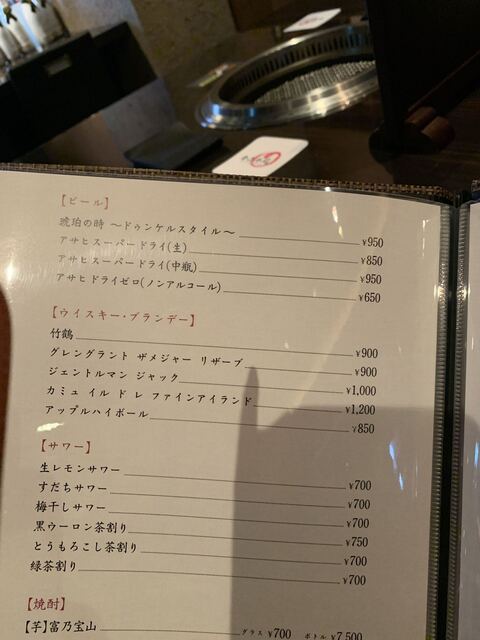 【ビール】
琥珀の時 〜ドゥンケルスタイル〜 ¥950
アサヒスーパードライ(生) ¥850
アサヒスーパードライ(中瓶) ¥950
アサヒドライゼロ(ノンアルコール) ¥650
【ウイスキー・ブランデー】
竹鶴 ¥900
グレングラント ザメジャー リザーブ ¥900
ジェントルマン ジャック ¥1,000
カミュ イル ド レ ファインアイランド ¥1,200
アップルハイボール ¥850
【サワー】
生レモンサワー ¥700
すだちサワー ¥700
梅干しサワー ¥700
黒ウーロン茶割り ¥750
とうもろこし茶割り ¥700
緑茶割り ¥700
【焼酎】
【芋】富乃宝山 グラス ¥700 ボトル ¥7,500